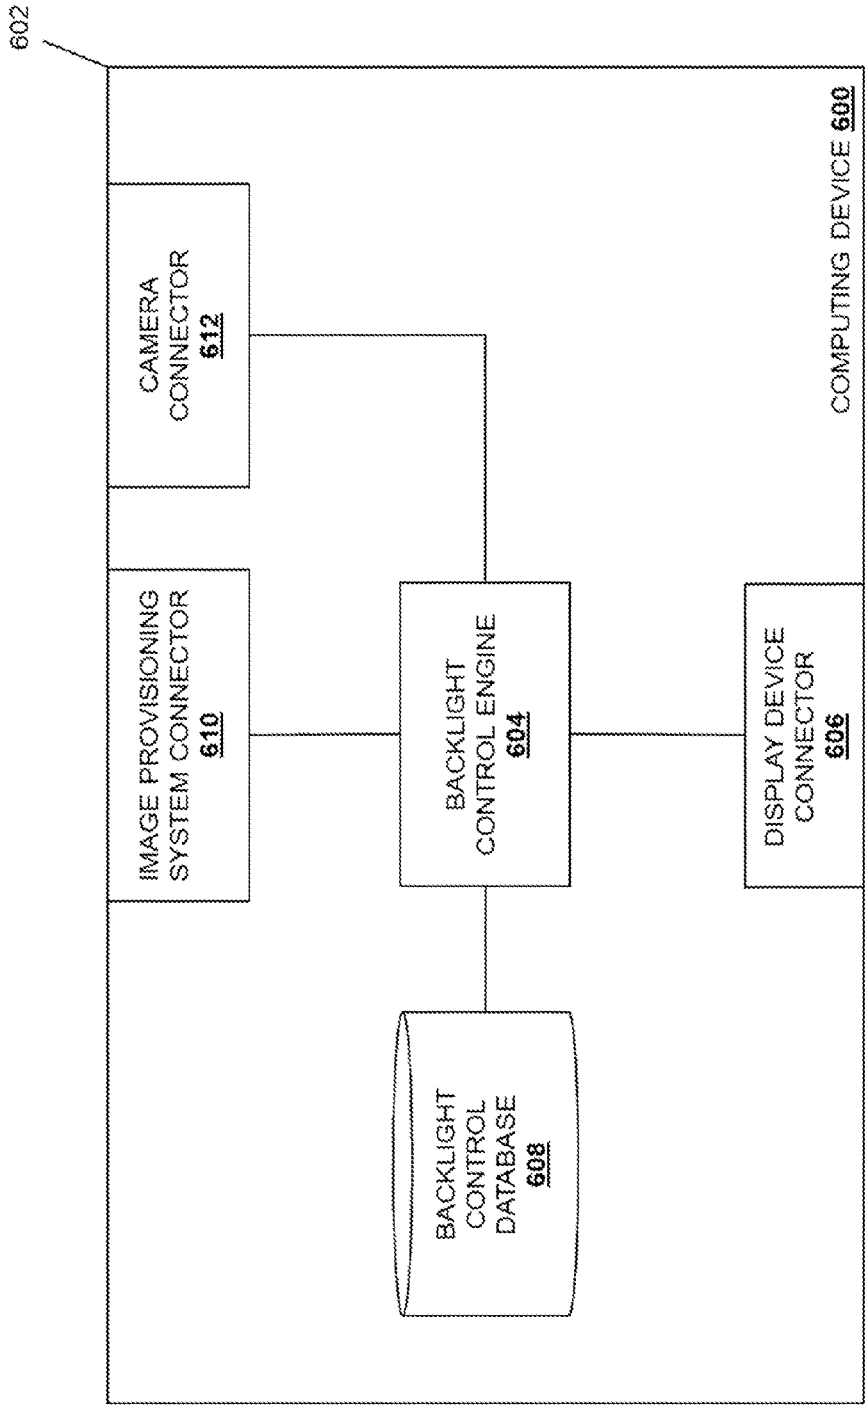 602
CAMERA
CONNECTOR
612
IMAGE PROVISIONING
SYSTEM CONNECTOR
610
BACKLIGHT
CONTROL ENGINE
604
BACKLIGHT
CONTROL
DATABASE
608
DISPLAY DEVICE
CONNECTOR
606
COMPUTING DEVICE 600